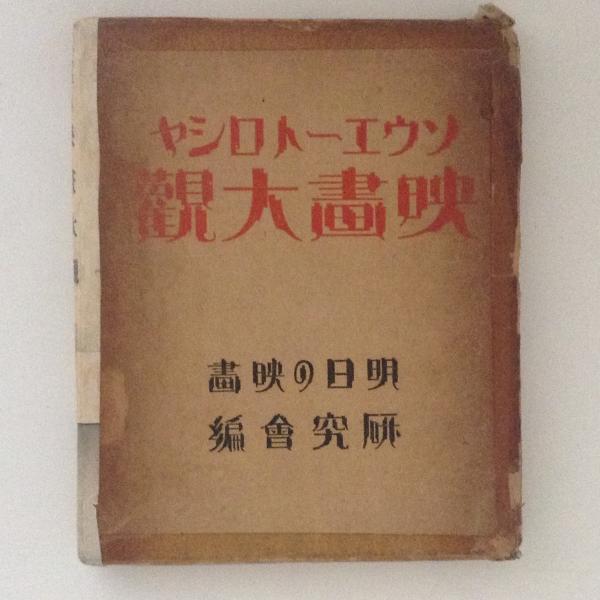 ソウエートロシヤ
映畫大觀
明日の映畫
研究會編